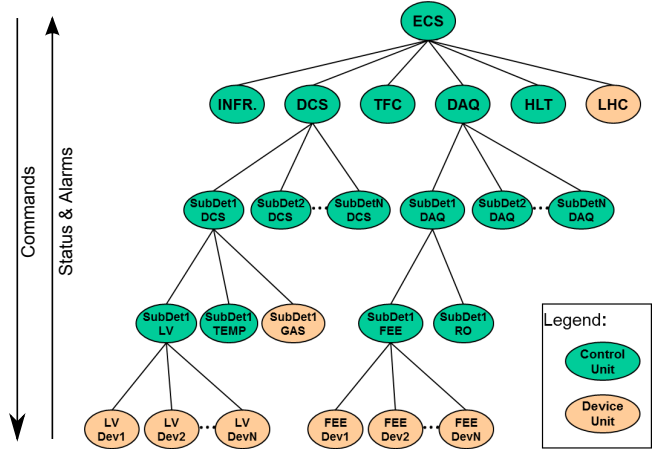 ECS
INFR.
DCS
TFC
DAQ
HLT
LHC
Commands
Status & Alarms
SubDet1
DCS
SubDet2
DCS
SubDetN
DCS
SubDet1
DAQ
SubDet2
DAQ
SubDetN
DAQ
SubDet1
LV
SubDet1
TEMP
SubDet1
GAS
SubDet1
FEE
SubDet1
RO
LV
Dev1
LV
Dev2
LV
DevN
FEE
Dev1
FEE
Dev2
FEE
DevN
Legend:
Control
Unit
Device
Unit